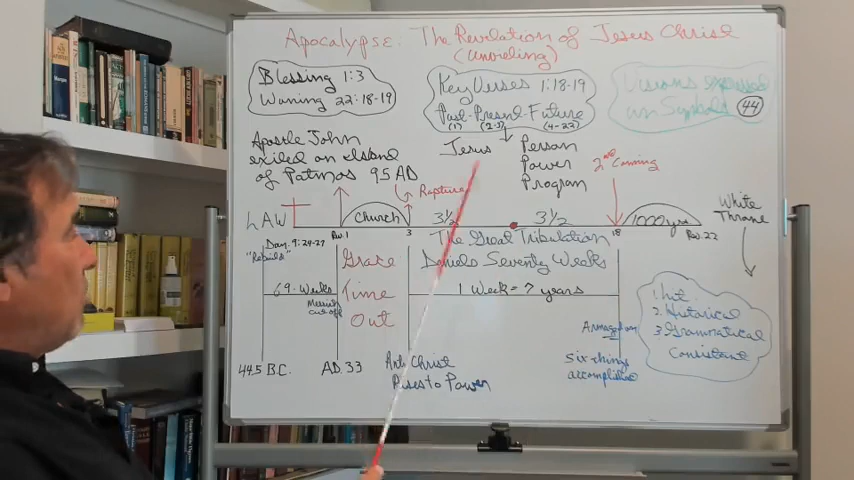 Apocalypse: The Revelation of Jesus Christ
(Unveiling)
Blessing 1:3
Warning 22:18-19
Key Verses 1:18-19
Past-Present-Future
(1) (2-3) (4-22)
Visions expressed
in Symbols
44
Apostle John
exiled on Island
of Patmos 95 AD
Jesus
Person
Power
Program
2nd Coming
Rapture
White
Throne
LAW
Church
3½
3½
1000 yrs
Dan. 9:24-27
Rev. 1
3
18
Rev. 22
The Great Tribulation
"Rebuild"
Grace
Time
Out
Daniels Seventy Weeks
69 Weeks
Messiah
cut off
1 Week = 7 years
1. Lit.
2. Historical
3. Grammatical
Consistent
Armageddon
445 B.C.
AD.33
Anti Christ
Rises to Power
Six things
accomplished